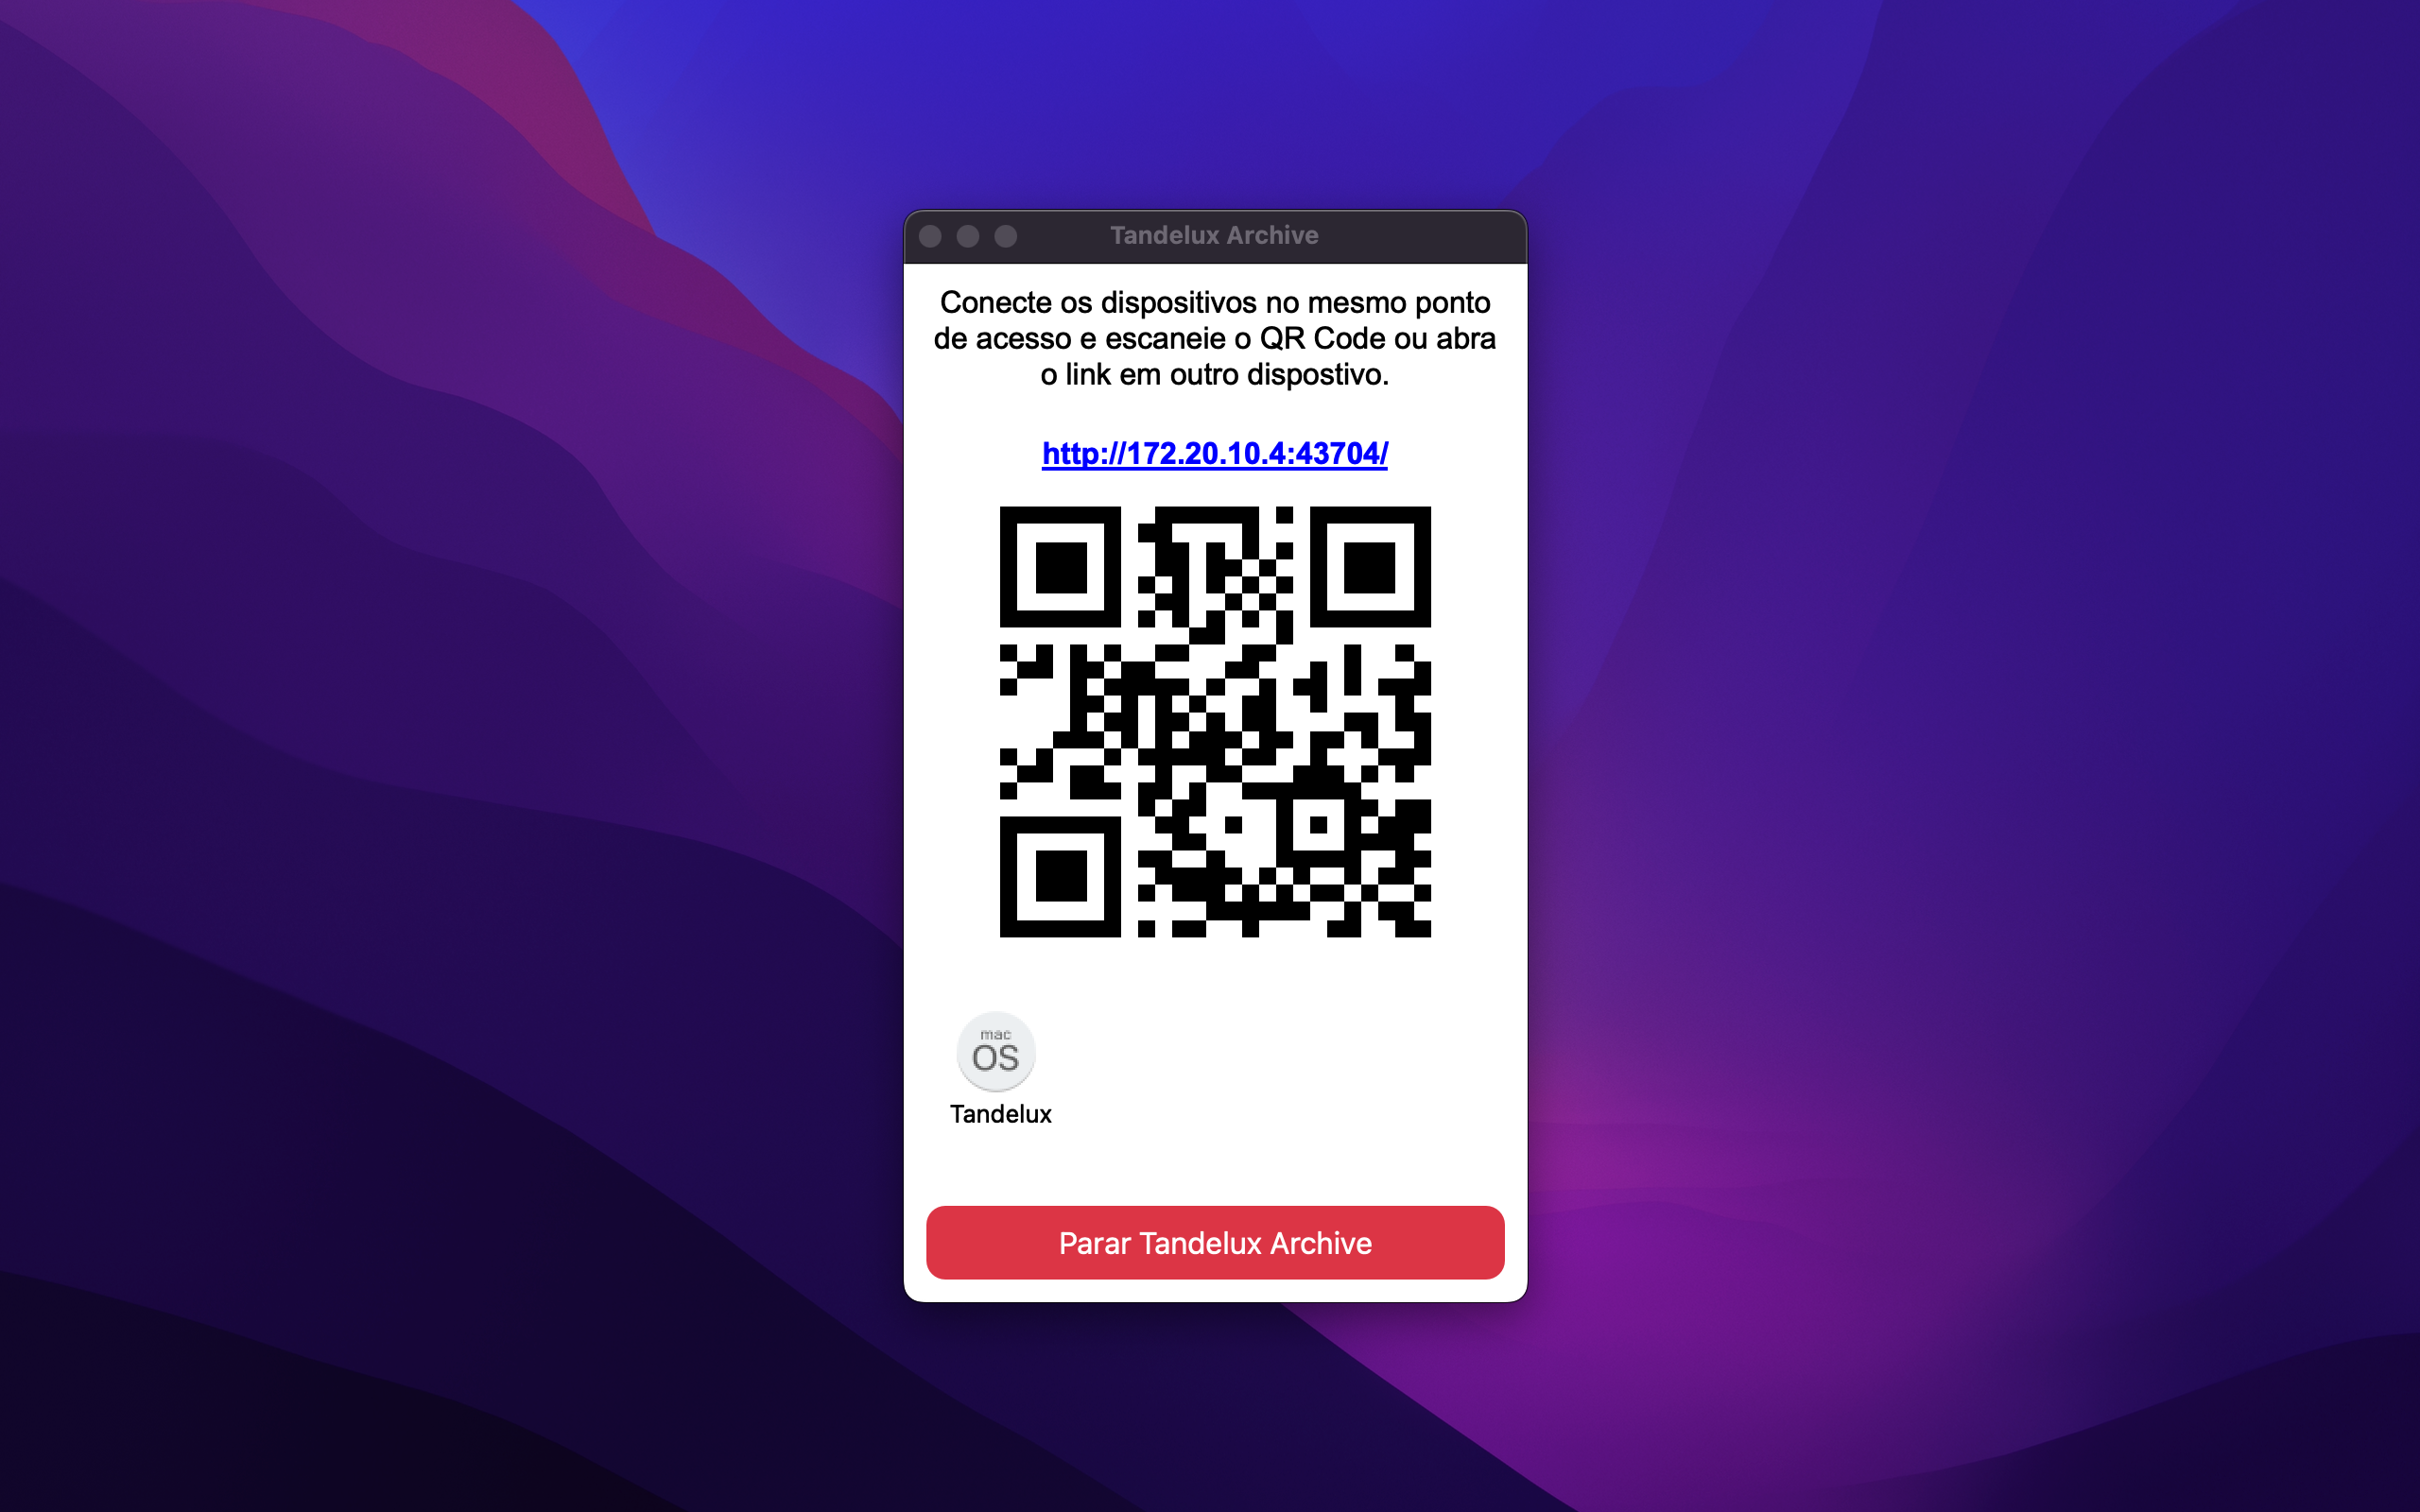 Tandelux Archive
Conecte os dispositivos no mesmo ponto
de acesso e escaneie o QR Code ou abra
o link em outro dispostivo.
http://172.20.10.4:43704/
mac
OS
Tandelux
Parar Tandelux Archive